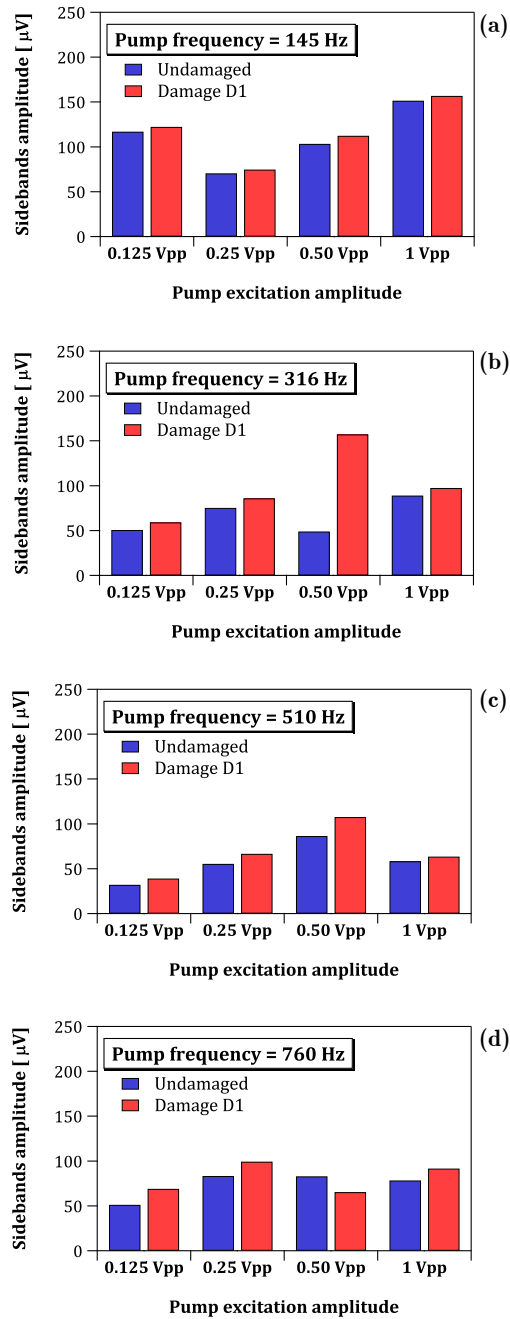 (a)
Sidebands amplitude [ μV]
250
200
150
100
50
0
Pump frequency = 145 Hz
Undamaged
Damage D1
0.125 Vpp 0.25 Vpp 0.50 Vpp 1 Vpp
Pump excitation amplitude
(b)
Sidebands amplitude [ μV]
250
200
150
100
50
0
Pump frequency = 316 Hz
Undamaged
Damage D1
0.125 Vpp 0.25 Vpp 0.50 Vpp 1 Vpp
Pump excitation amplitude
(c)
Sidebands amplitude [ μV]
250
200
150
100
50
0
Pump frequency = 510 Hz
Undamaged
Damage D1
0.125 Vpp 0.25 Vpp 0.50 Vpp 1 Vpp
Pump excitation amplitude
(d)
Sidebands amplitude [ μV]
250
200
150
100
50
0
Pump frequency = 760 Hz
Undamaged
Damage D1
0.125 Vpp 0.25 Vpp 0.50 Vpp 1 Vpp
Pump excitation amplitude